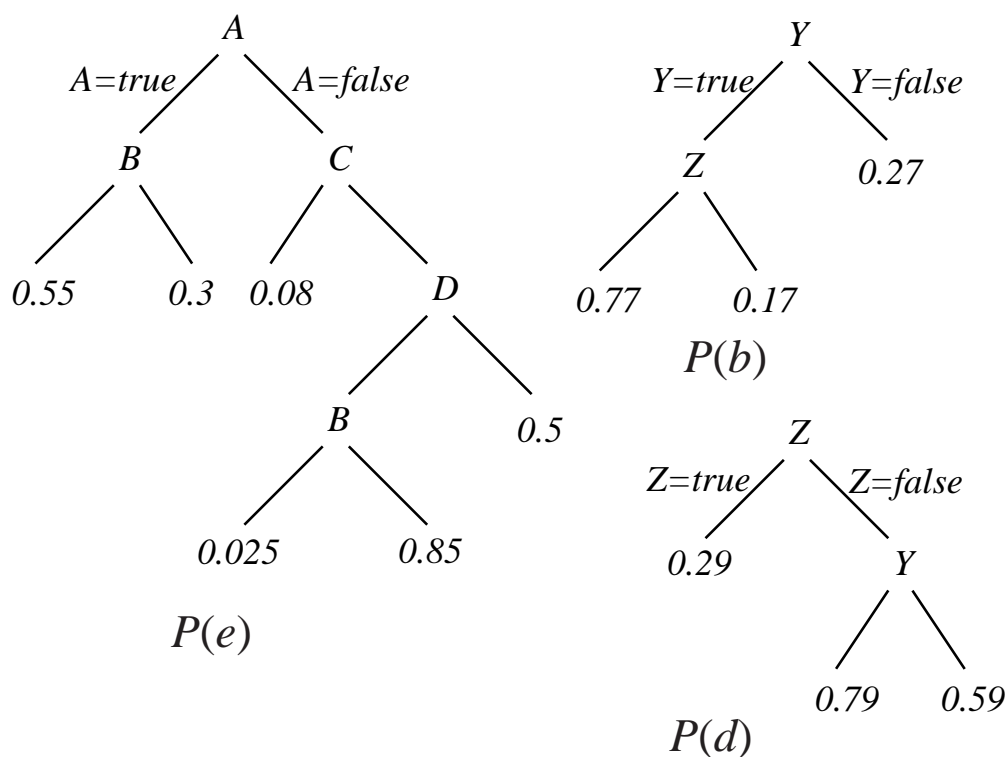 A
A=true A=false
B C
0.55 0.3 0.08 D
B 0.5
0.025 0.85
P(e)
Y
Y=true Y=false
Z 0.27
0.77 0.17
P(b)
Z
Z=true Z=false
0.29 Y
0.79 0.59
P(d)